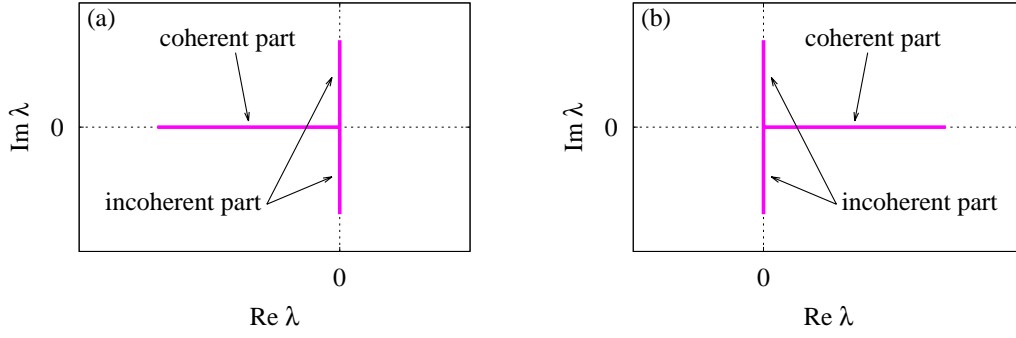 (a)
coherent part
Im λ
0
incoherent part
0
Re λ
(b)
coherent part
Im λ
0
incoherent part
0
Re λ